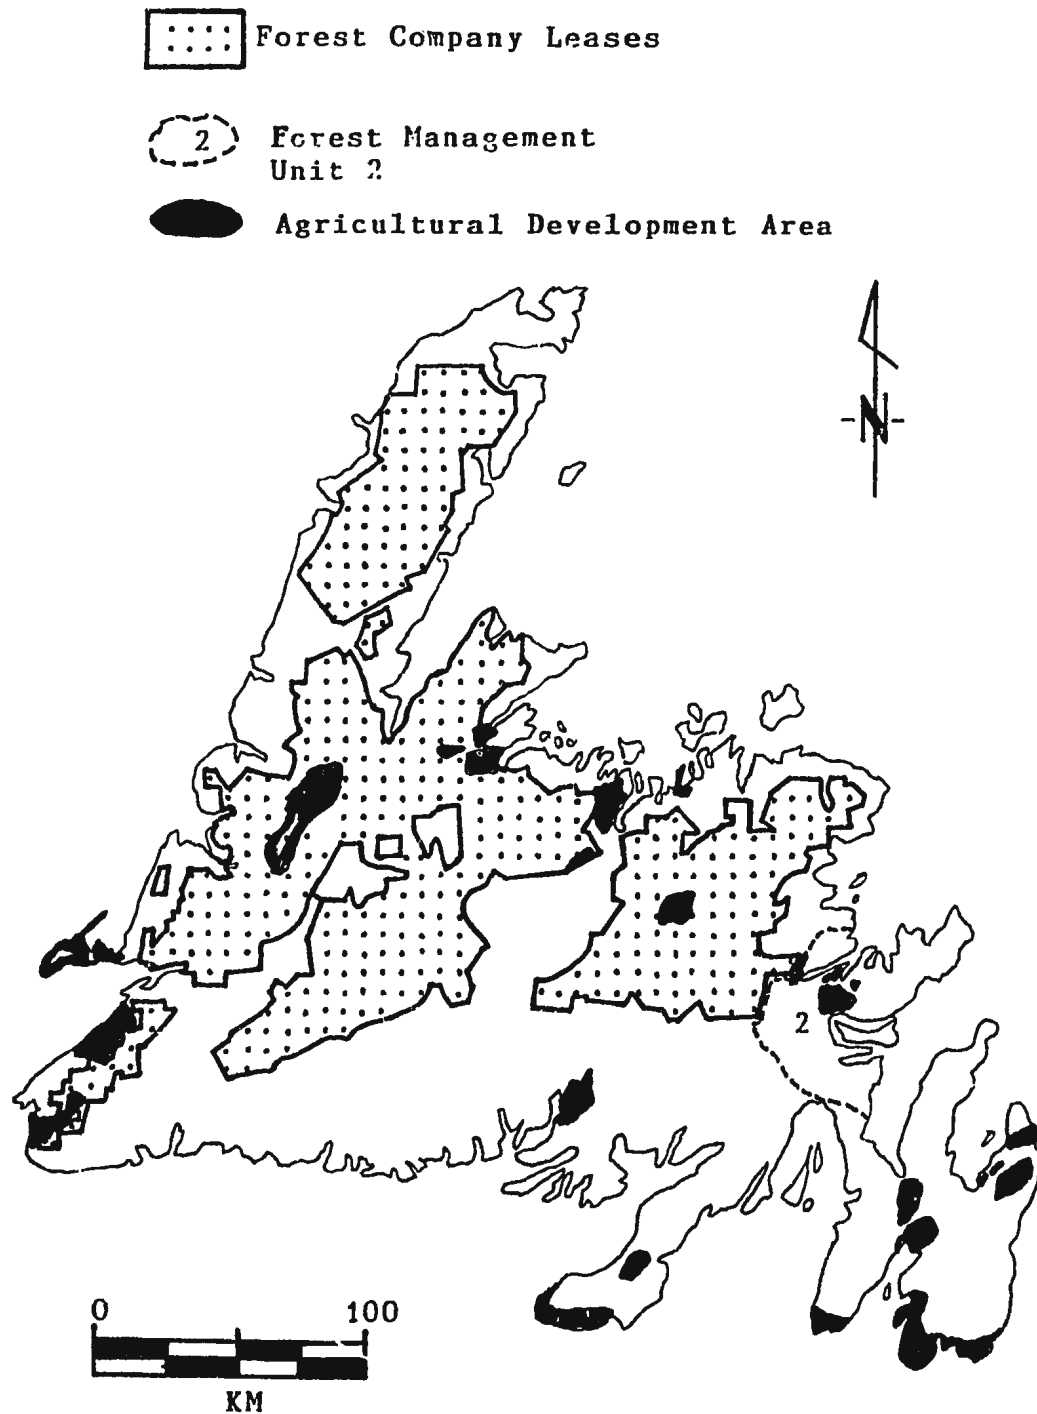 Forest Company Leases
2
Forest Management
Unit 2
Agricultural Development Area
N
2
0 100
KM